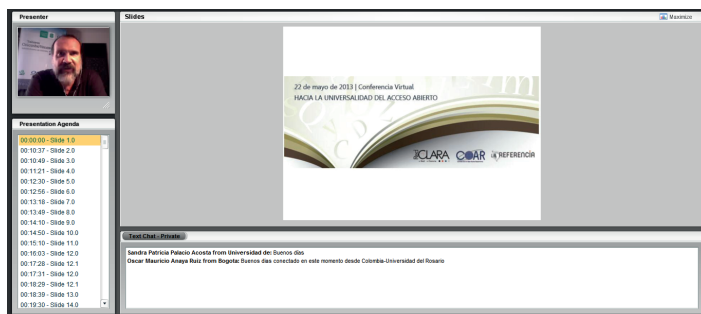 Presenter
Slides
Maximize
22 de mayo de 2013 | Conferencia Virtual
HACIA LA UNIVERSALIDAD DEL ACCESO ABIERTO
CLARA COAR LA REFERENCIA
Presentation Agenda
00:00:00 - Slide 1.0
00:10:37 - Slide 2.0
00:10:49 - Slide 3.0
00:11:21 - Slide 4.0
00:12:30 - Slide 5.0
00:12:56 - Slide 6.0
00:13:18 - Slide 7.0
00:13:49 - Slide 8.0
00:14:10 - Slide 9.0
00:14:50 - Slide 10.0
00:15:10 - Slide 11.0
00:16:03 - Slide 12.0
00:17:28 - Slide 12.1
00:17:31 - Slide 12.0
00:18:29 - Slide 12.1
00:18:39 - Slide 13.0
00:19:30 - Slide 14.0
Text Chat - Private
Sandra Patricia Palacio Acosta from Universidad de: Buenos días
Oscar Mauricio Anaya Ruiz from Bogota: Buenos dias conectado en este momento desde Colombia-Universidad del Rosario